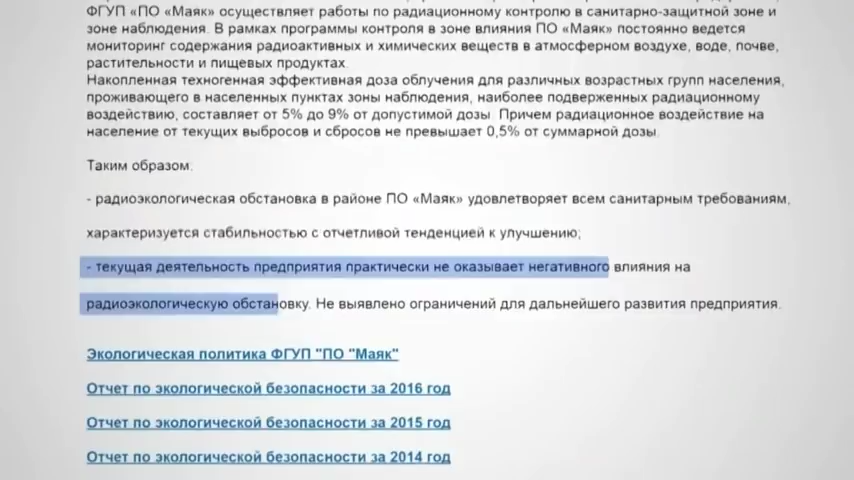 ФГУП «ПО «Маяк» осуществляет работы по радиационному контролю в санитарно-защитной зоне и
зоне наблюдения. В рамках программы контроля в зоне влияния ПО «Маяк» постоянно ведется
мониторинг содержания радиоактивных и химических веществ в атмосферном воздухе, воде, почве,
растительности и пищевых продуктах.
Накопленная техногенная эффективная доза облучения для различных возрастных групп населения,
проживающего в населенных пунктах зоны наблюдения, наиболее подверженных радиационному
воздействию, составляет от 5% до 9% от допустимой дозы. Причем радиационное воздействие на
население от текущих выбросов и сбросов не превышает 0,5% от суммарной дозы.
Таким образом:
- радиоэкологическая обстановка в районе ПО «Маяк» удовлетворяет всем санитарным требованиям,
характеризуется стабильностью с отчетливой тенденцией к улучшению;
- текущая деятельность предприятия практически не оказывает негативного влияния на
радиоэкологическую обстановку. Не выявлено ограничений для дальнейшего развития предприятия.
Экологическая политика ФГУП "ПО "Маяк"
Отчет по экологической безопасности за 2016 год
Отчет по экологической безопасности за 2015 год
Отчет по экологической безопасности за 2014 год